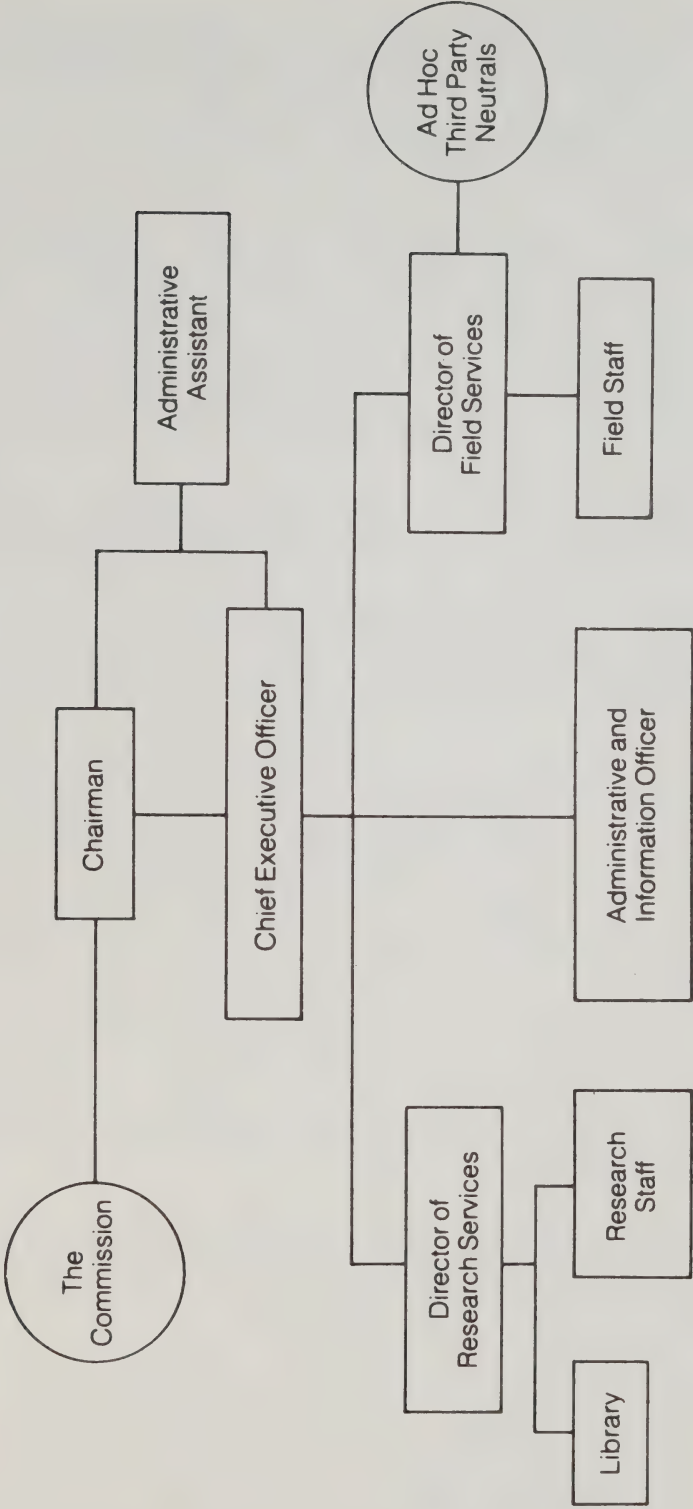 The
Commission
Chairman
Administrative
Assistant
Chief Executive Officer
Director of
Research Services
Director of
Field Services
Ad Hoc
Third Party
Neutrals
Library
Research
Staff
Administrative and
Information Officer
Field Staff